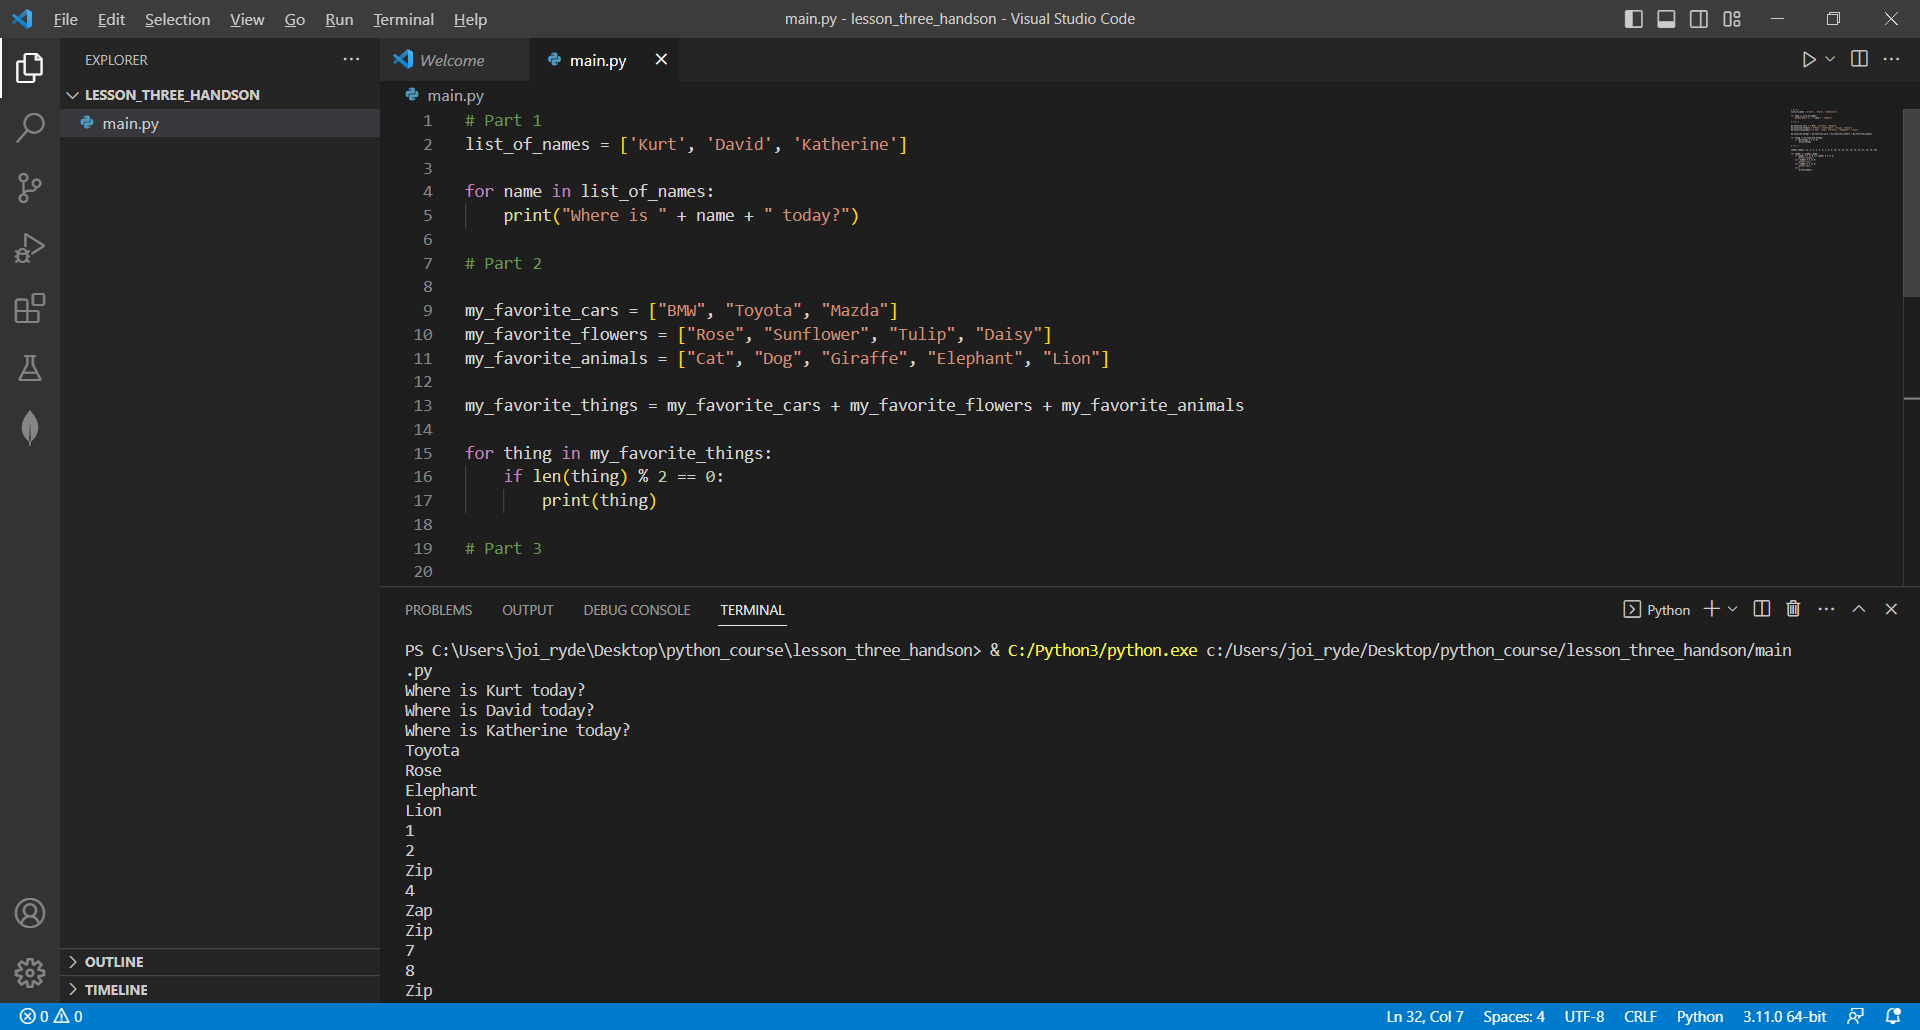 File Edit Selection View Go Run Terminal Help
main.py - lesson_three_handson - Visual Studio Code
EXPLORER
LESSON_THREE_HANDSON
main.py
OUTLINE
TIMELINE
Welcome
main.py
main.py
1 # Part 1
2 list_of_names = ['Kurt', 'David', 'Katherine']
3
4 for name in list_of_names:
5     print("Where is " + name + " today?")
6
7 # Part 2
8
9 my_favorite_cars = ["BMW", "Toyota", "Mazda"]
10 my_favorite_flowers = ["Rose", "Sunflower", "Tulip", "Daisy"]
11 my_favorite_animals = ["Cat", "Dog", "Giraffe", "Elephant", "Lion"]
12
13 my_favorite_things = my_favorite_cars + my_favorite_flowers + my_favorite_animals
14
15 for thing in my_favorite_things:
16     if len(thing) % 2 == 0:
17         print(thing)
18
19 # Part 3
20
PROBLEMS OUTPUT DEBUG CONSOLE TERMINAL
Python
PS C:\Users\joi_ryde\Desktop\python_course\lesson_three_handson> & C:/Python3/python.exe c:/Users/joi_ryde/Desktop/python_course/lesson_three_handson/main
.py
Where is Kurt today?
Where is David today?
Where is Katherine today?
Toyota
Rose
Elephant
Lion
1
2
Zip
4
Zap
Zip
7
8
Zip
0 0
Ln 32, Col 7 Spaces: 4 UTF-8 CRLF Python 3.11.0 64-bit